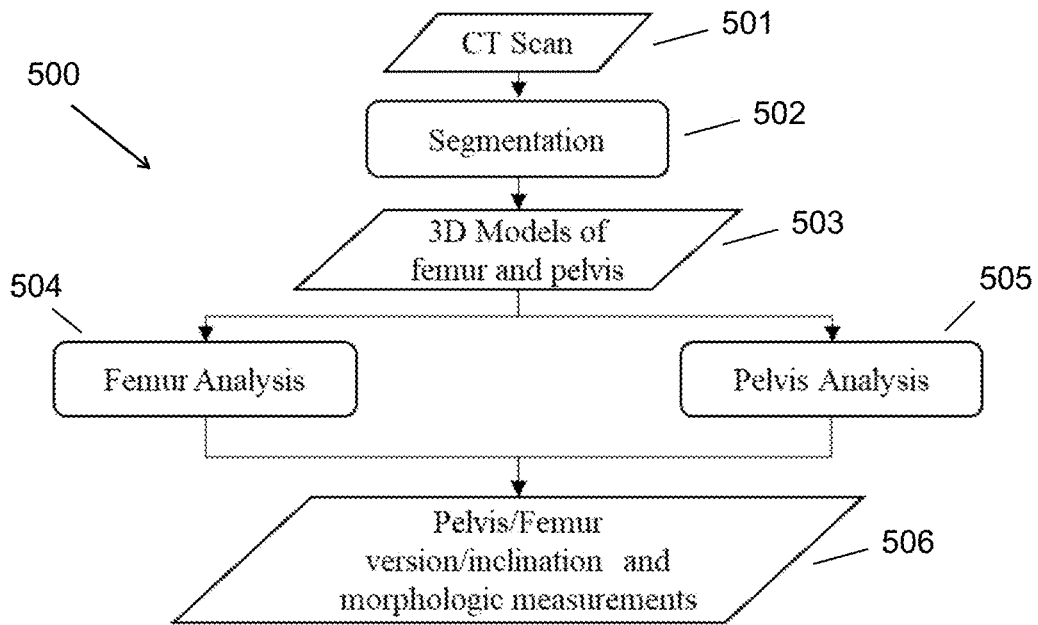 CT Scan
501
500
Segmentation
502
3D Models of
femur and pelvis
503
504
505
Femur Analysis
Pelvis Analysis
Pelvis/Femur
version/inclination and
morphologic measurements
506